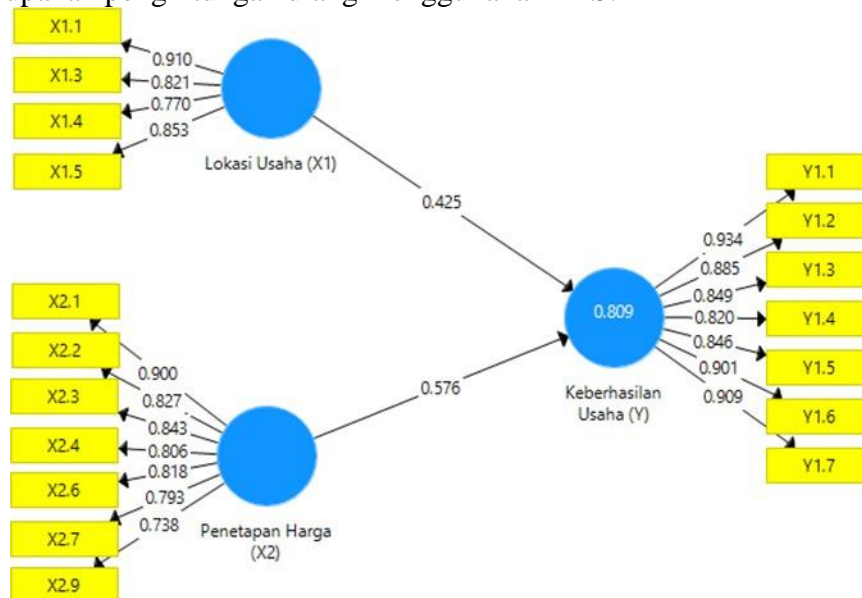 X1.1
X1.3
X1.4
X1.5
0.910
0.821
0.770
0.853
Lokasi Usaha (X1)
0.425
X2.1
X2.2
X2.3
X2.4
X2.6
X2.7
X2.9
0.900
0.827
0.843
0.806
0.818
0.793
0.738
Penetapan Harga
(X2)
0.576
0.809
Keberhasilan
Usaha (Y)
0.934
0.885
0.849
0.820
0.846
0.901
0.909
Y1.1
Y1.2
Y1.3
Y1.4
Y1.5
Y1.6
Y1.7